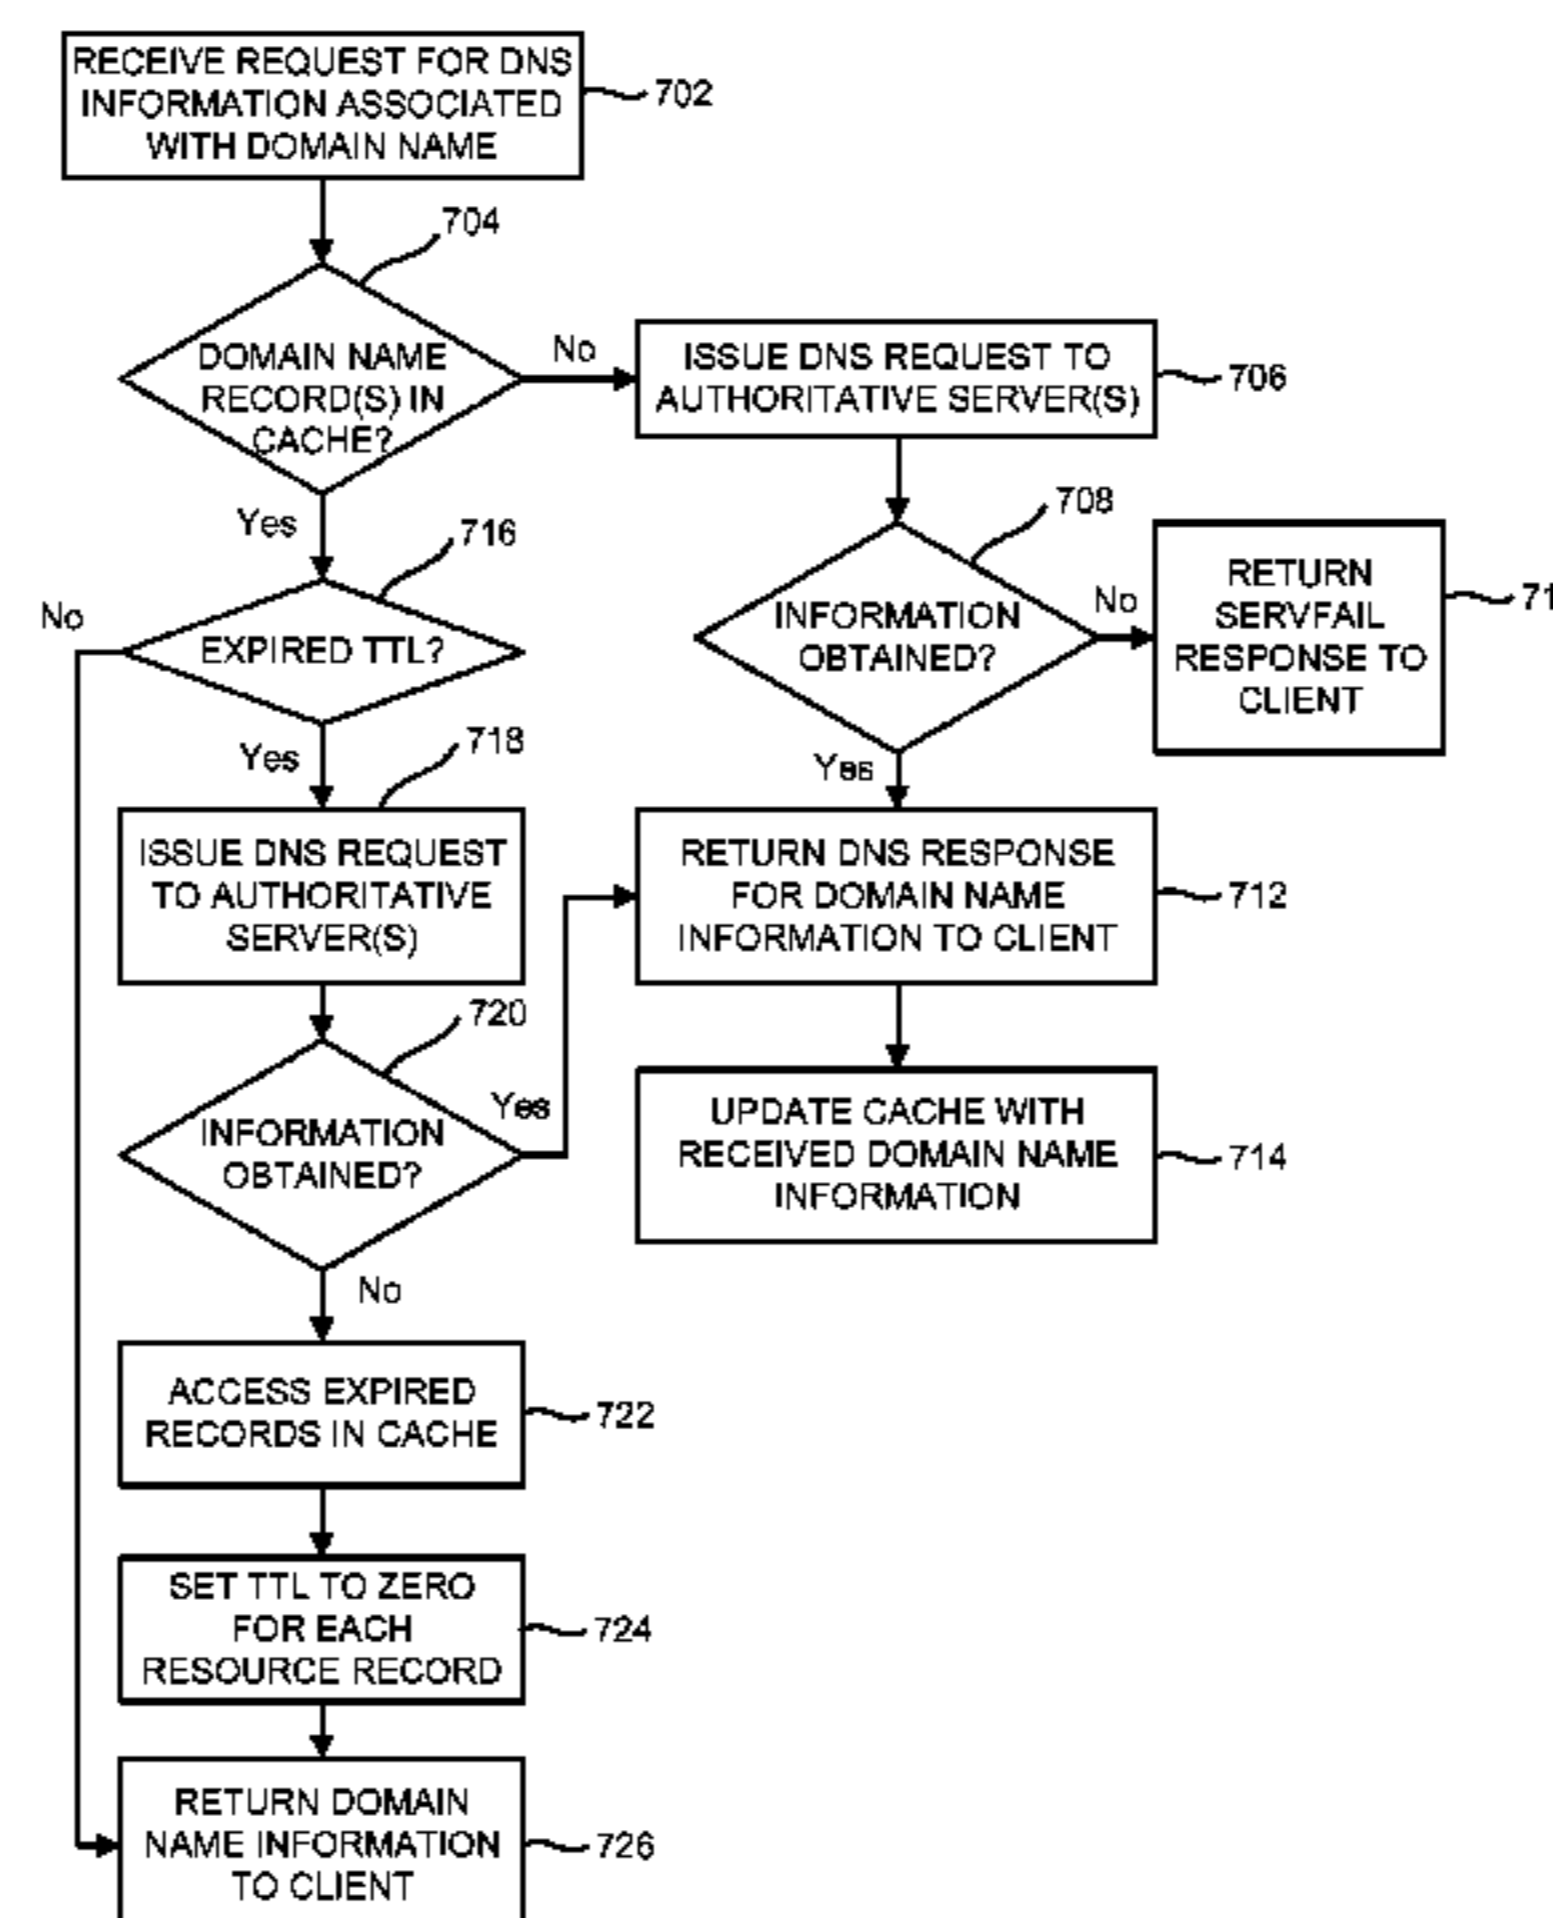 RECEIVE REQUEST FOR DNS
INFORMATION ASSOCIATED
WITH DOMAIN NAME
702
704
DOMAIN NAME
RECORD(S) IN
CACHE?
No
ISSUE DNS REQUEST TO
AUTHORITATIVE SERVER(S)
706
Yes
716
708
No
EXPIRED TTL?
INFORMATION
OBTAINED?
No
RETURN
SERVFAIL
RESPONSE TO
CLIENT
71
Yes
718
Yes
ISSUE DNS REQUEST
TO AUTHORITATIVE
SERVER(S)
RETURN DNS RESPONSE
FOR DOMAIN NAME
INFORMATION TO CLIENT
712
720
INFORMATION
OBTAINED?
Yes
UPDATE CACHE WITH
RECEIVED DOMAIN NAME
INFORMATION
714
No
ACCESS EXPIRED
RECORDS IN CACHE
722
SET TTL TO ZERO
FOR EACH
RESOURCE RECORD
724
RETURN DOMAIN
NAME INFORMATION
TO CLIENT
726